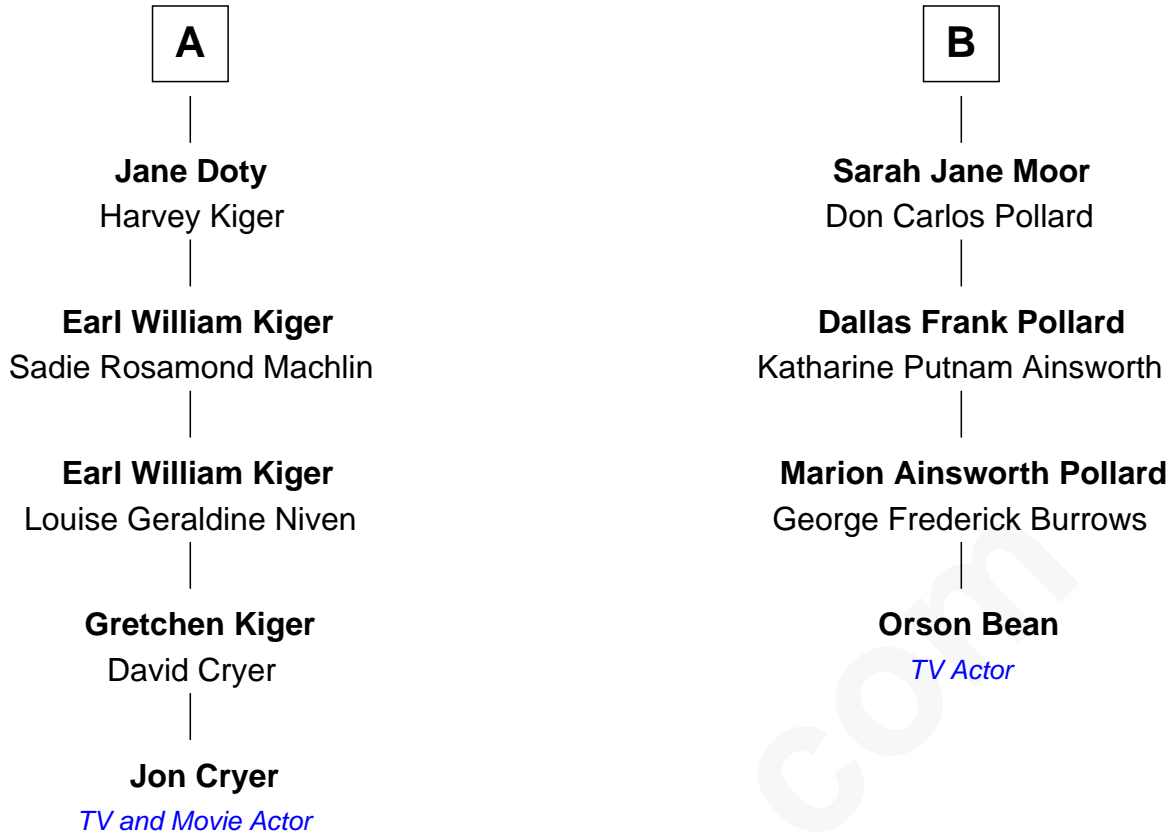 A
Jane Doty
Harvey Kiger
Earl William Kiger
Sadie Rosamond Machlin
Earl William Kiger
Louise Geraldine Niven
Gretchen Kiger
David Cryer
Jon Cryer
TV and Movie Actor
B
Sarah Jane Moor
Don Carlos Pollard
Dallas Frank Pollard
Katharine Putnam Ainsworth
Marion Ainsworth Pollard
George Frederick Burrows
Orson Bean
TV Actor
com